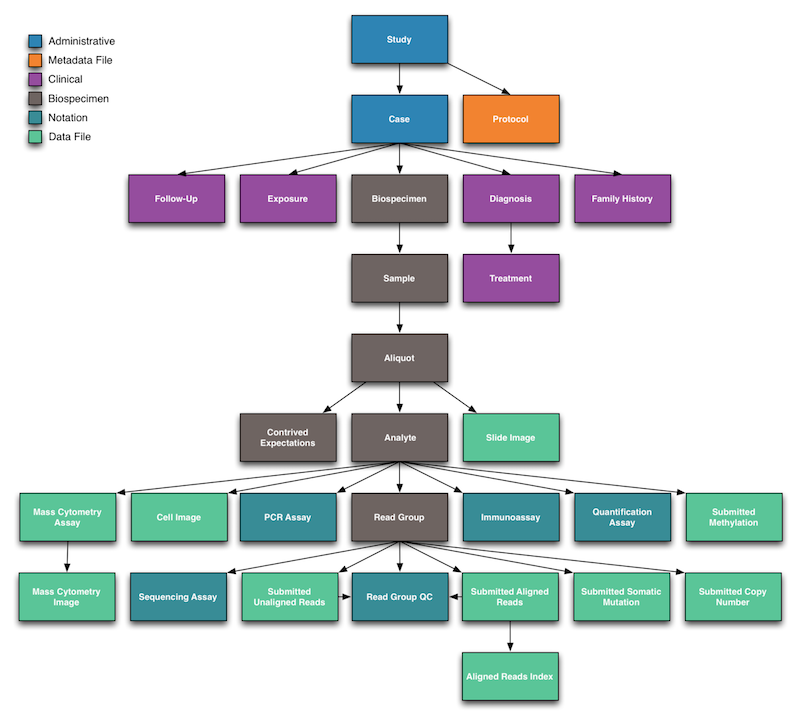 Administrative
Metadata File
Clinical
Biospecimen
Notation
Data File
Study
Case
Protocol
Follow-Up
Exposure
Biospecimen
Diagnosis
Family History
Sample
Treatment
Aliquot
Contrived
Expectations
Analyte
Slide Image
Mass Cytometry
Assay
Cell Image
PCR Assay
Read Group
Immunoassay
Quantification
Assay
Submitted
Methylation
Mass Cytometry
Image
Sequencing Assay
Submitted
Unaligned Reads
Read Group QC
Submitted Aligned
Reads
Submitted Somatic
Mutation
Submitted Copy
Number
Aligned Reads Index